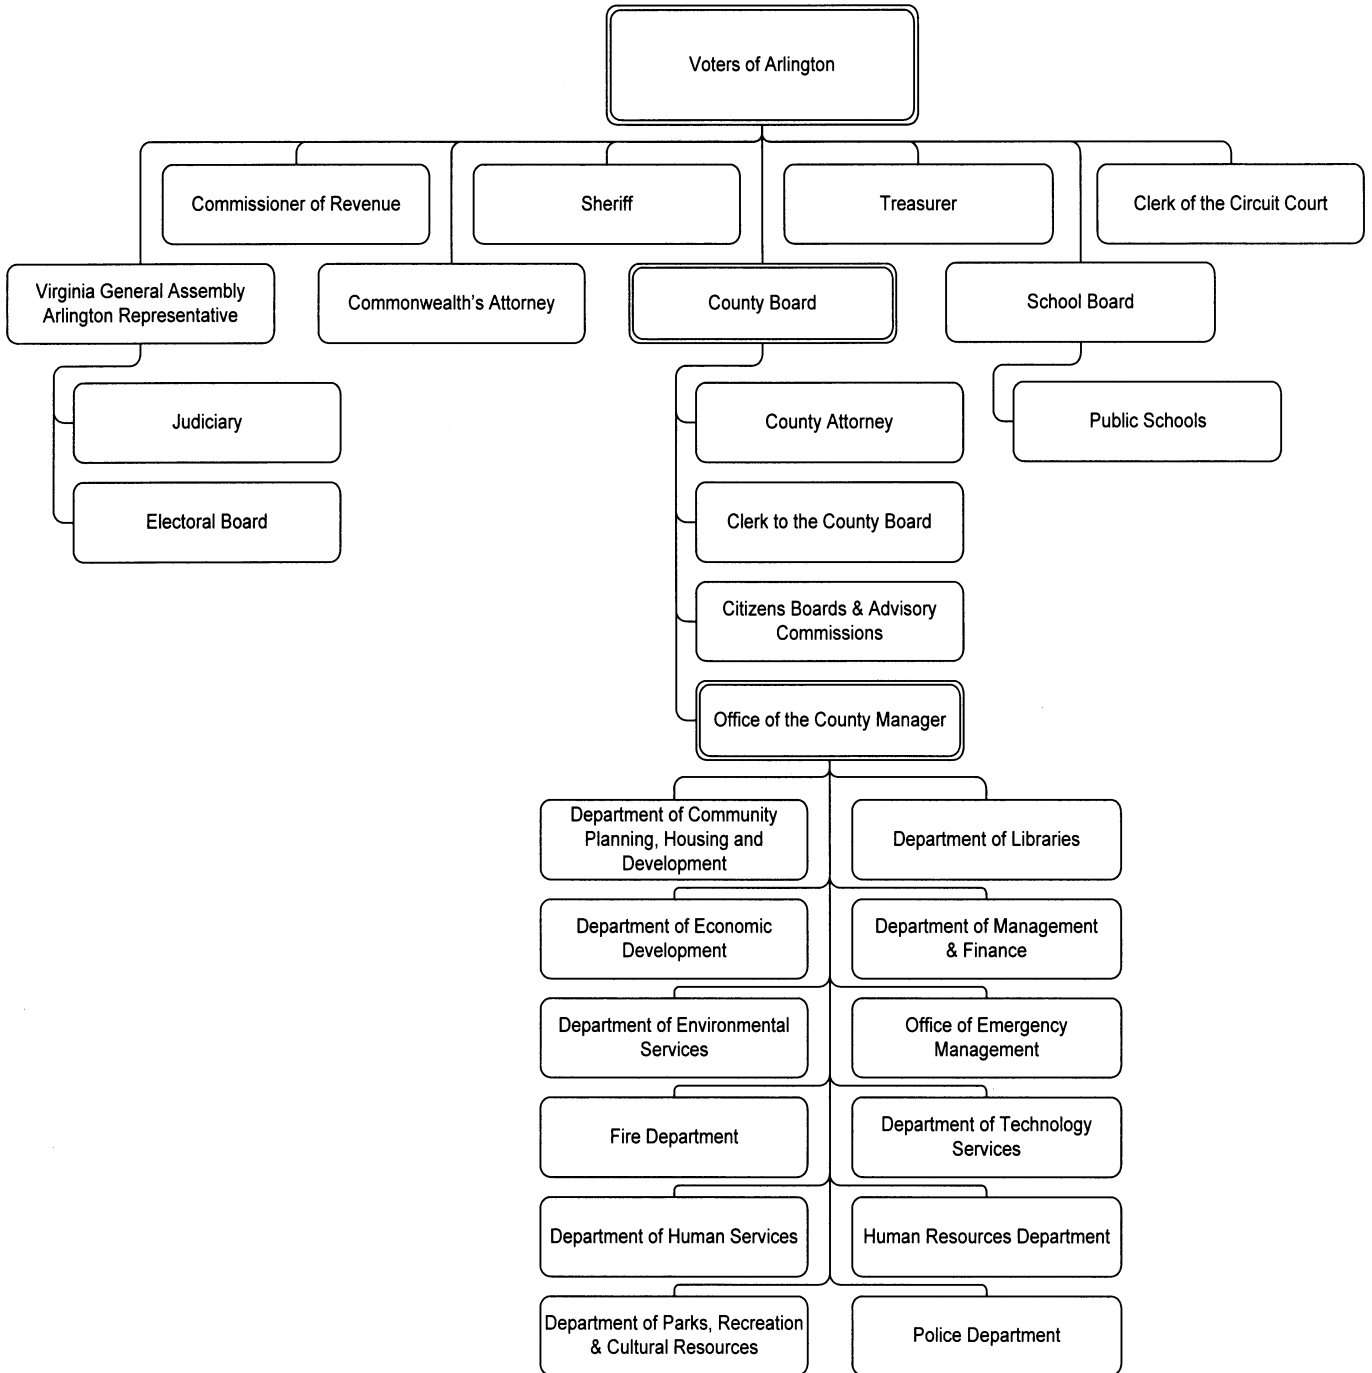 Voters of Arlington
Commissioner of Revenue
Sheriff
Treasurer
Clerk of the Circuit Court
Virginia General Assembly
Arlington Representative
Commonwealth's Attorney
County Board
School Board
Judiciary
County Attorney
Public Schools
Electoral Board
Clerk to the County Board
Citizens Boards & Advisory
Commissions
Office of the County Manager
Department of Community
Planning, Housing and
Development
Department of Libraries
Department of Economic
Development
Department of Management
& Finance
Department of Environmental
Services
Office of Emergency
Management
Fire Department
Department of Technology
Services
Department of Human Services
Human Resources Department
Department of Parks, Recreation
& Cultural Resources
Police Department